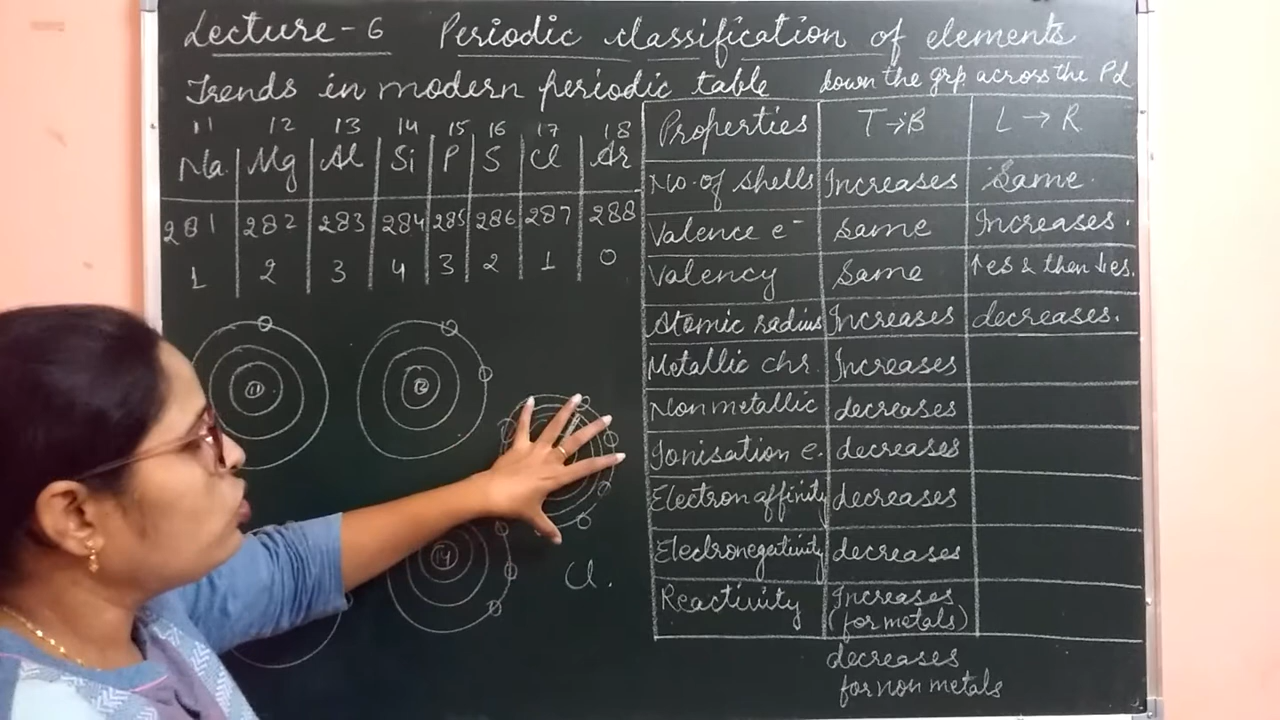 Lecture-6 Periodic classification of elements
Trends in modern periodic table
down the grp across the Pd
11 12 13 14 15 16 17 18
Na Mg Al Si P S Cl Ar
281 282 283 284 285 286 287 288
1 2 3 4 3 2 1 0
Properties T→B L→R
No. of shells Increases Same.
Valence e⁻ Same Increases.
Valency Same ↑es & then ↓es.
Atomic radius Increases decreases.
Metallic chr. Increases
Non metallic decreases
Ionisation e. decreases
Electron affinity decreases
Electronegativity decreases
Reactivity Increases
(for metals)
decreases
for non metals
11 12
14
Cl.